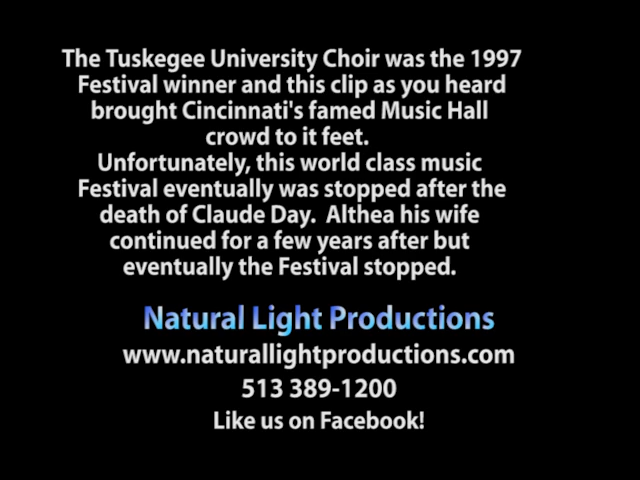 The Tuskegee University Choir was the 1997
Festival winner and this clip as you heard
brought Cincinnati's famed Music Hall
crowd to it feet.
Unfortunately, this world class music
Festival eventually was stopped after the
death of Claude Day.  Althea his wife
continued for a few years after but
eventually the Festival stopped.
Natural Light Productions
www.naturallightproductions.com
513 389-1200
Like us on Facebook!